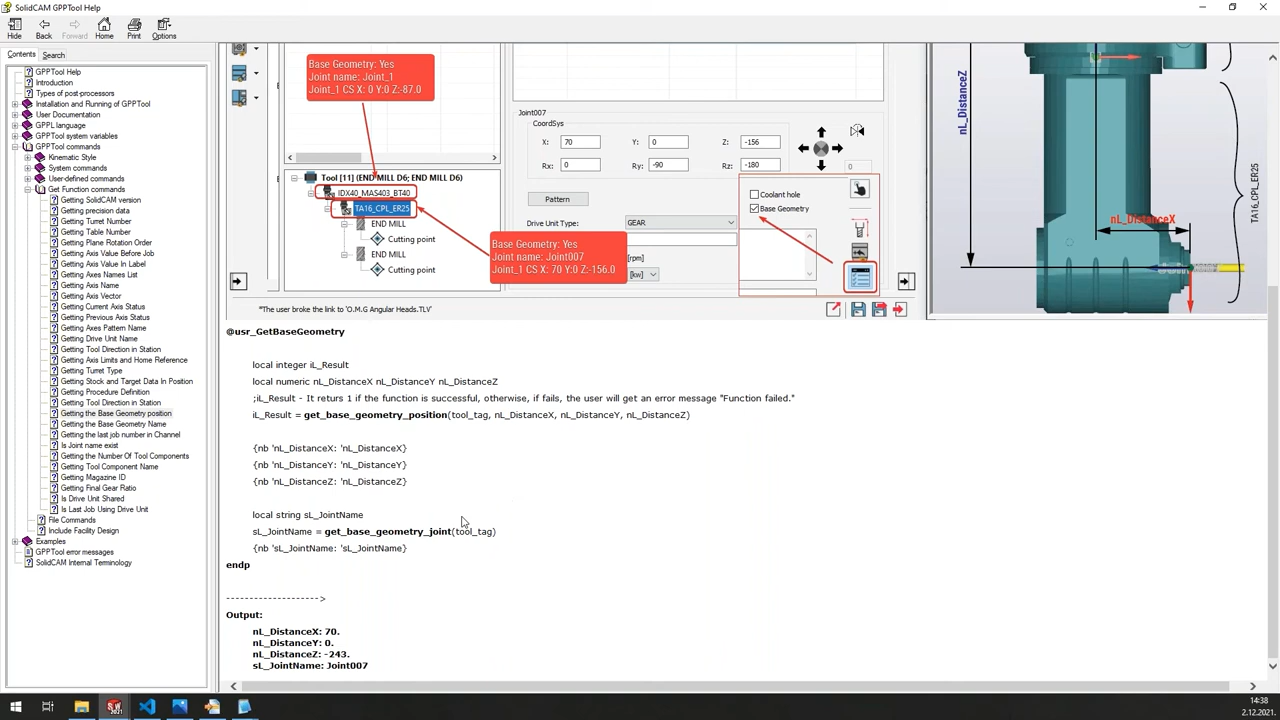 SolidCAM GPPTool Help
Hide
Back
Forward
Home
Print
Options
Contents
Search
GPPTool Help
Introduction
Types of post-processors
Installation and Running of GPPTool
User Documentation
GPPL language
GPPTool system variables
GPPTool commands
Kinematic Style
System commands
User-defined commands
Get Function commands
Getting SolidCAM version
Getting precision data
Getting Turret Number
Getting Table Number
Getting Plane Rotation Order
Getting Axis Value Before Job
Getting Axis Value In Label
Getting Axes Names List
Getting Axis Name
Getting Axis Vector
Getting Current Axis Status
Getting Previous Axis Status
Getting Axes Pattern Name
Getting Drive Unit Name
Getting Tool Direction in Station
Getting Axis Limits and Home Reference
Getting Turret Type
Getting Stock and Target Data In Position
Getting Procedure Definition
Getting Tool Direction in Station
Getting the Base Geometry position
Getting the Base Geometry Name
Getting the last job number in Channel
Is Joint name exist
Getting the Number Of Tool Components
Getting Tool Component Name
Getting Magazine ID
Getting Final Gear Ratio
Is Drive Unit Shared
Is Last Job Using Drive Unit
File Commands
Include Facility Design
Examples
GPPTool error messages
SolidCAM Internal Terminology
Base Geometry: Yes
Joint name: Joint_1
Joint_1 CS X: 0 Y:0 Z:-87.0
Tool [11] (END MILL D6; END MILL D6)
IDX40_MAS403_BT40
TA16_CPL_ER25
END MILL
Cutting point
END MILL
Cutting point
Base Geometry: Yes
Joint name: Joint007
Joint_1 CS X: 70 Y:0 Z:-156.0
Joint007
CoordSys
X: 70 Y: 0 Z: -156
Rx: 0 Ry: -90 Rz: -180
0
Pattern
Coolant hole
Base Geometry
Drive Unit Type: GEAR
[rpm]
[kw]
*The user broke the link to 'O.M.G Angular Heads.TLV'
nL_DistanceZ
nL_DistanceX
TA16_CPL_ER25
@usr_GetBaseGeometry
local integer iL_Result
local numeric nL_DistanceX nL_DistanceY nL_DistanceZ
;iL_Result - It returs 1 if the function is successful, otherwise, if fails, the user will get an error message "Function failed."
iL_Result = get_base_geometry_position(tool_tag, nL_DistanceX, nL_DistanceY, nL_DistanceZ)
{nb 'nL_DistanceX: 'nL_DistanceX}
{nb 'nL_DistanceY: 'nL_DistanceY}
{nb 'nL_DistanceZ: 'nL_DistanceZ}
local string sL_JointName
sL_JointName = get_base_geometry_joint(tool_tag)
{nb 'sL_JointName: 'sL_JointName}
endp
-------------------->
Output:
nL_DistanceX: 70.
nL_DistanceY: 0.
nL_DistanceZ: -243.
sL_JointName: Joint007
14:38
2.12.2021.